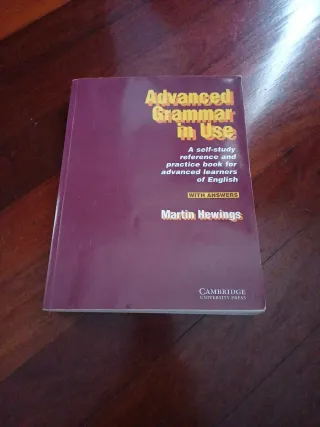 Advanced
Grammar
in Use
A self-study
reference and
practice book for
advanced learners
of English
WITH ANSWERS
Martin Hewings
CAMBRIDGE
UNIVERSITY PRESS